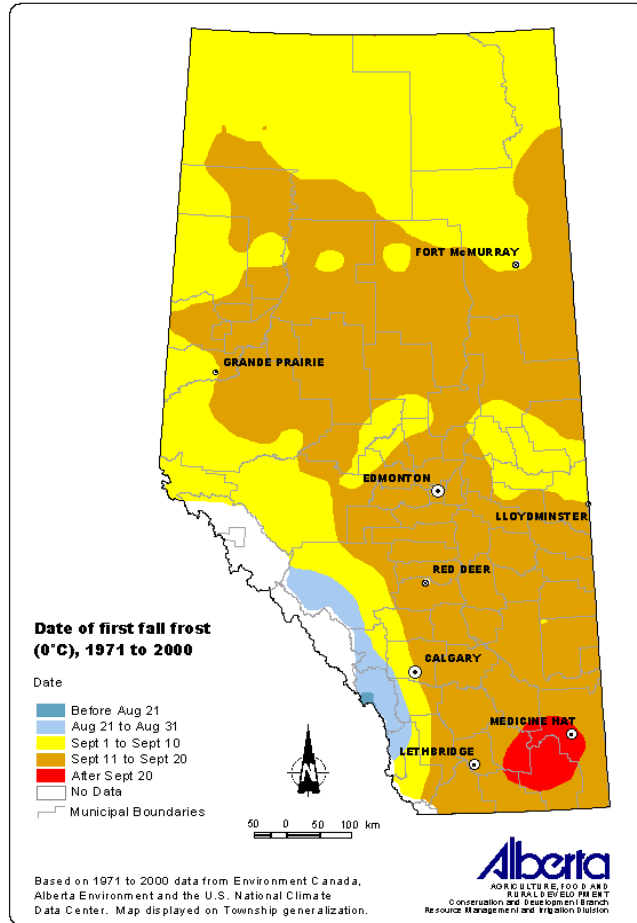 FORT McMURRAY
GRANDE PRAIRIE
EDMONTON
LLOYDMINSTER
RED DEER
CALGARY
MEDICINE HAT
LETHBRIDGE
Date of first fall frost
(0°C), 1971 to 2000
Date
Before Aug 21
Aug 21 to Aug 31
Sept 1 to Sept 10
Sept 11 to Sept 20
After Sept 20
No Data
Municipal Boundaries
50 0 50 100 km
Based on 1971 to 2000 data from Environment Canada,
Alberta Environment and the U.S. National Climate
Data Center. Map displayed on Township generalization.
Alberta
AGRICULTURE, FOOD AND
RURAL DEVELOPMENT
Conservation and Development Branch
Resource Management and Irrigation Division